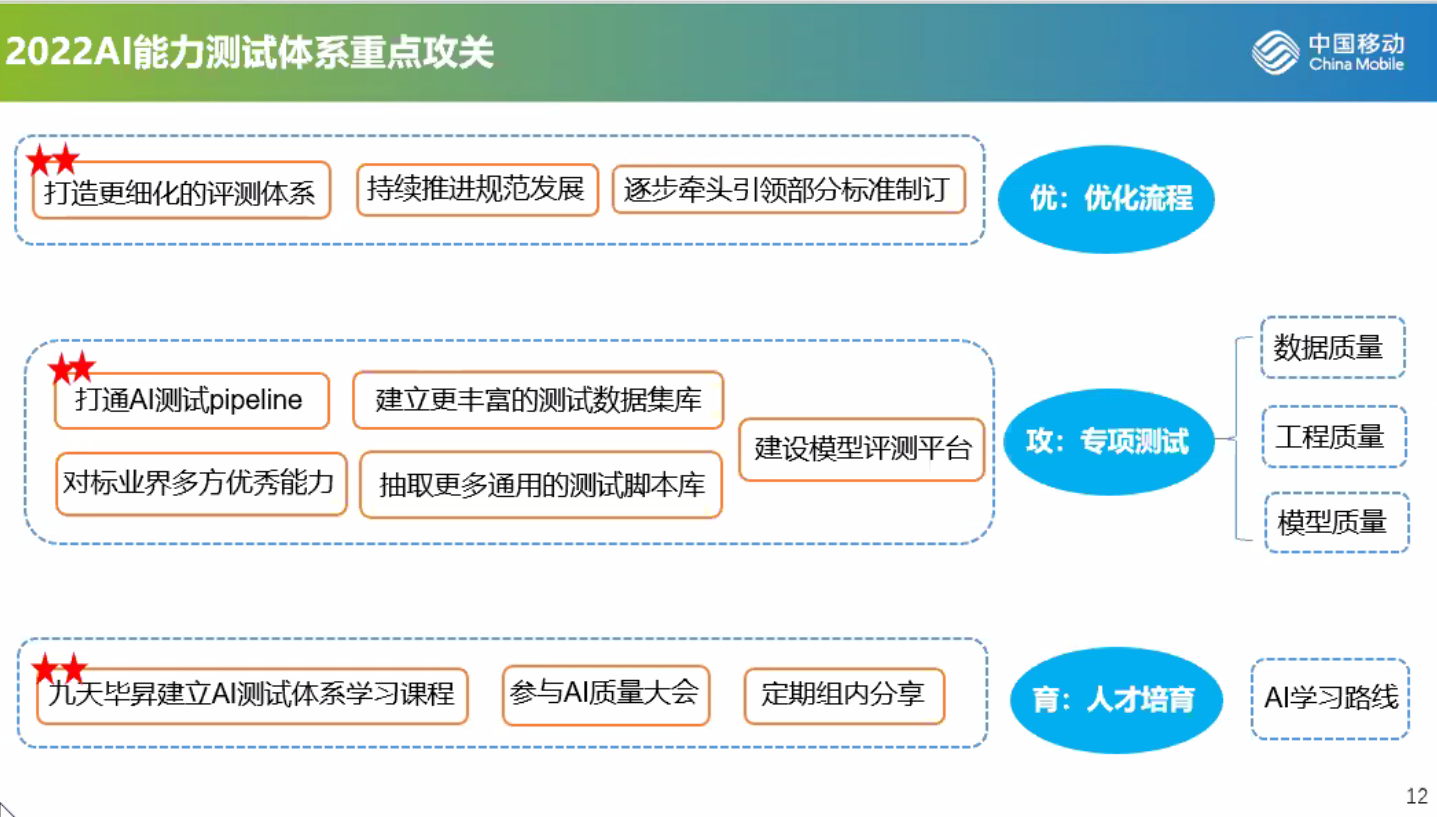 2022AI能力测试体系重点攻关
中国移动
China Mobile
打造更细化的评测体系
持续推进规范发展
逐步牵头引领部分标准制订
优：优化流程
打通AI测试pipeline
建立更丰富的测试数据集库
建设模型评测平台
对标业界多方优秀能力
抽取更多通用的测试脚本库
攻：专项测试
数据质量
工程质量
模型质量
九天毕昇建立AI测试体系学习课程
参与AI质量大会
定期组内分享
育：人才培育
AI学习路线
12